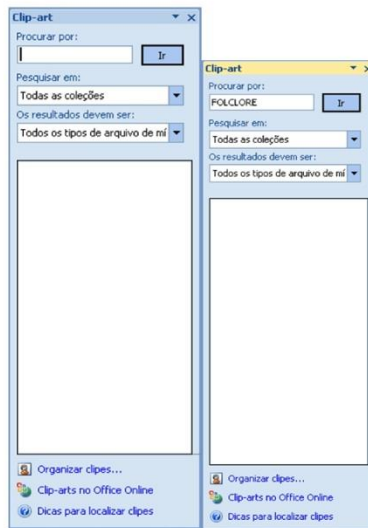 Clip-art
Procurar por:
Ir
Pesquisar em:
Todas as coleções
Os resultados devem ser:
Todos os tipos de arquivo de mí
Organizar clipes...
Clip-arts no Office Online
Dicas para localizar clipes
Clip-art
Procurar por:
FOLCLORE Ir
Pesquisar em:
Todas as coleções
Os resultados devem ser:
Todos os tipos de arquivo de mí
Organizar clipes...
Clip-arts no Office Online
Dicas para localizar clipes